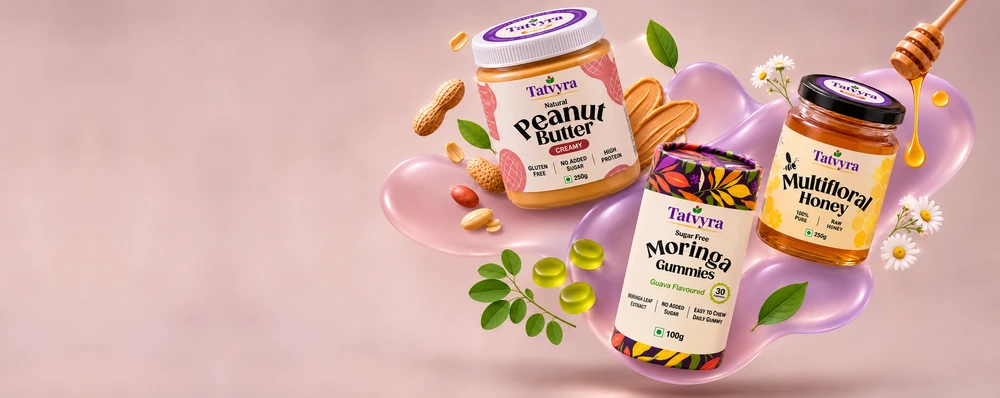 Tatvyra
Tatvyra
Natural
Peanut
Butter
CREAMY
GLUTEN
FREE
NO ADDED
SUGAR
HIGH
PROTEIN
250g
Tatvyra
Sugar Free
Moringa
Gummies
Guava Flavoured
30
MORINGA LEAF
EXTRACT
NO ADDED
SUGAR
EASY TO CHEW
DAILY GUMMY
100g
Tatvyra
Tatvyra
Multifloral
Honey
100%
PURE
RAW
HONEY
250g